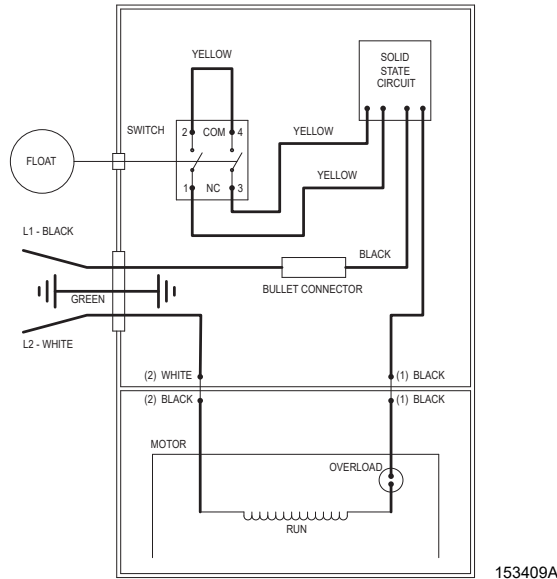 YELLOW
SOLID
STATE
CIRCUIT
SWITCH
2 COM 4
YELLOW
FLOAT
YELLOW
1 NC 3
L1 - BLACK
BLACK
BULLET CONNECTOR
GREEN
L2 - WHITE
(2) WHITE
(1) BLACK
(2) BLACK
(1) BLACK
MOTOR
OVERLOAD
RUN
153409A